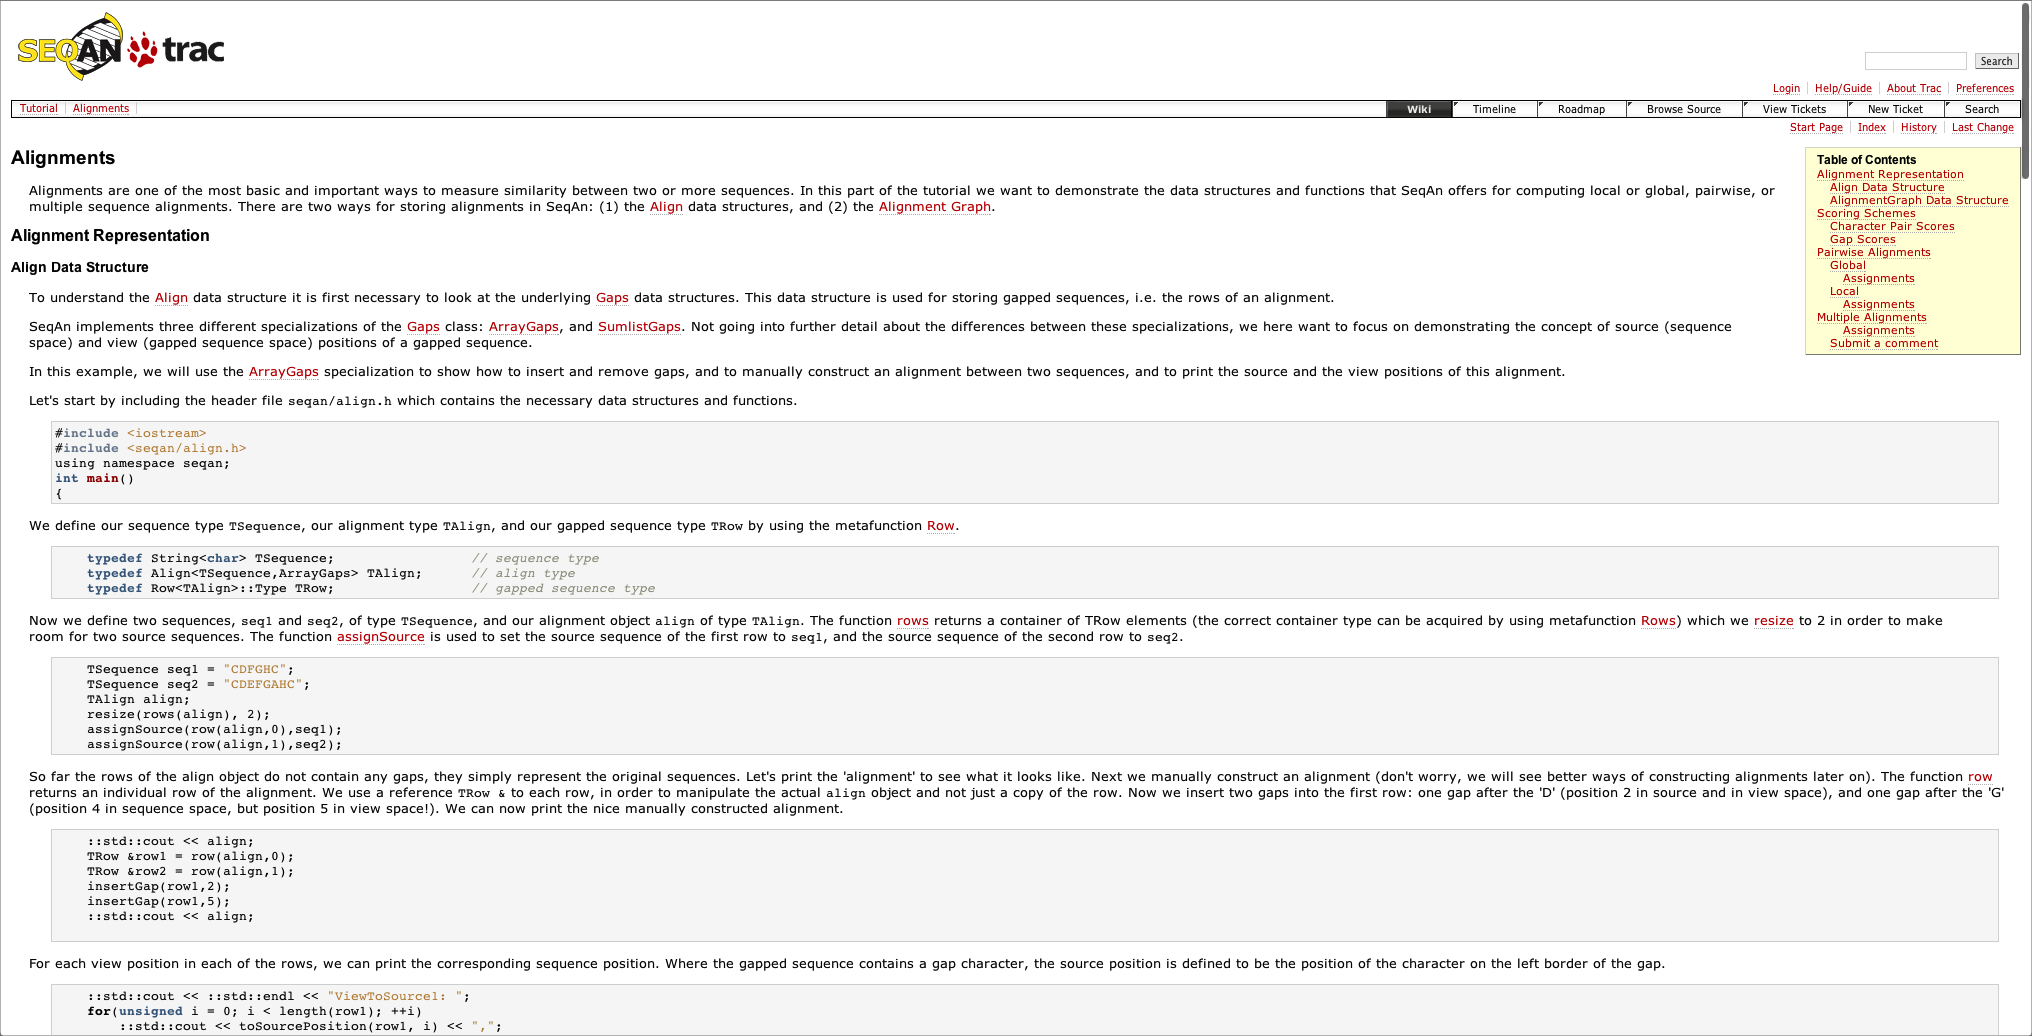 SEQAN trac
Search
Login Help/Guide About Trac Preferences
Tutorial Alignments Wiki Timeline Roadmap Browse Source View Tickets New Ticket Search
Start Page Index History Last Change
Alignments
Alignments are one of the most basic and important ways to measure similarity between two or more sequences. In this part of the tutorial we want to demonstrate the data structures and functions that SeqAn offers for computing local or global, pairwise, or
multiple sequence alignments. There are two ways for storing alignments in SeqAn: (1) the Align data structures, and (2) the Alignment Graph.
Table of Contents
Alignment Representation
Align Data Structure
AlignmentGraph Data Structure
Scoring Schemes
Character Pair Scores
Gap Scores
Pairwise Alignments
Global
Assignments
Local
Assignments
Multiple Alignments
Assignments
Submit a comment
Alignment Representation
Align Data Structure
To understand the Align data structure it is first necessary to look at the underlying Gaps data structures. This data structure is used for storing gapped sequences, i.e. the rows of an alignment.
SeqAn implements three different specializations of the Gaps class: ArrayGaps, and SumlistGaps. Not going into further detail about the differences between these specializations, we here want to focus on demonstrating the concept of source (sequence
space) and view (gapped sequence space) positions of a gapped sequence.
In this example, we will use the ArrayGaps specialization to show how to insert and remove gaps, and to manually construct an alignment between two sequences, and to print the source and the view positions of this alignment.
Let's start by including the header file seqan/align.h which contains the necessary data structures and functions.
#include <iostream>
#include <seqan/align.h>
using namespace seqan;
int main()
{
We define our sequence type TSequence, our alignment type TAlign, and our gapped sequence type TRow by using the metafunction Row.
typedef String<char> TSequence; // sequence type
typedef Align<TSequence,ArrayGaps> TAlign; // align type
typedef Row<TAlign>::Type TRow; // gapped sequence type
Now we define two sequences, seq1 and seq2, of type TSequence, and our alignment object align of type TAlign. The function rows returns a container of TRow elements (the correct container type can be acquired by using metafunction Rows) which we resize to 2 in order to make
room for two source sequences. The function assignSource is used to set the source sequence of the first row to seq1, and the source sequence of the second row to seq2.
TSequence seq1 = "CDFGHC";
TSequence seq2 = "CDEFGAHC";
TAlign align;
resize(rows(align), 2);
assignSource(row(align,0),seq1);
assignSource(row(align,1),seq2);
So far the rows of the align object do not contain any gaps, they simply represent the original sequences. Let's print the 'alignment' to see what it looks like. Next we manually construct an alignment (don't worry, we will see better ways of constructing alignments later on). The function row
returns an individual row of the alignment. We use a reference TRow & to each row, in order to manipulate the actual align object and not just a copy of the row. Now we insert two gaps into the first row: one gap after the 'D' (position 2 in source and in view space), and one gap after the 'G'
(position 4 in sequence space, but position 5 in view space!). We can now print the nice manually constructed alignment.
::std::cout << align;
TRow &row1 = row(align,0);
TRow &row2 = row(align,1);
insertGap(row1,2);
insertGap(row1,5);
::std::cout << align;
For each view position in each of the rows, we can print the corresponding sequence position. Where the gapped sequence contains a gap character, the source position is defined to be the position of the character on the left border of the gap.
::std::cout << ::std::endl << "ViewToSource1: ";
for(unsigned i = 0; i < length(row1); ++i)
::std::cout << toSourcePosition(row1, i) << ",";